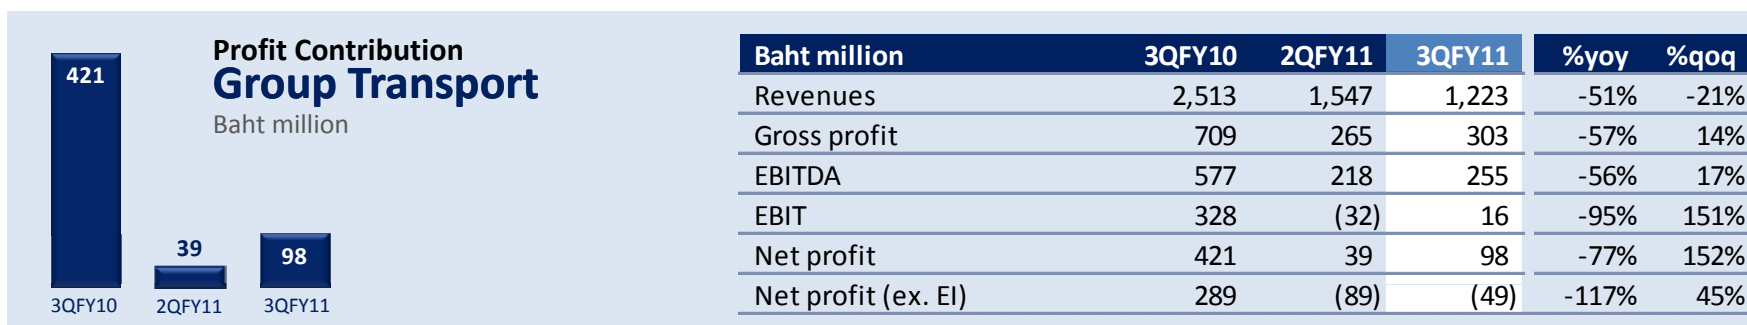 Profit Contribution
Group Transport
Baht million
421
39
98
3QFY10 2QFY11 3QFY11
Baht million 3QFY10 2QFY11 3QFY11 %yoy %qoq
Revenues 2,513 1,547 1,223 -51% -21%
Gross profit 709 265 303 -57% 14%
EBITDA 577 218 255 -56% 17%
EBIT 328 (32) 16 -95% 151%
Net profit 421 39 98 -77% 152%
Net profit (ex. EI) 289 (89) (49) -117% 45%